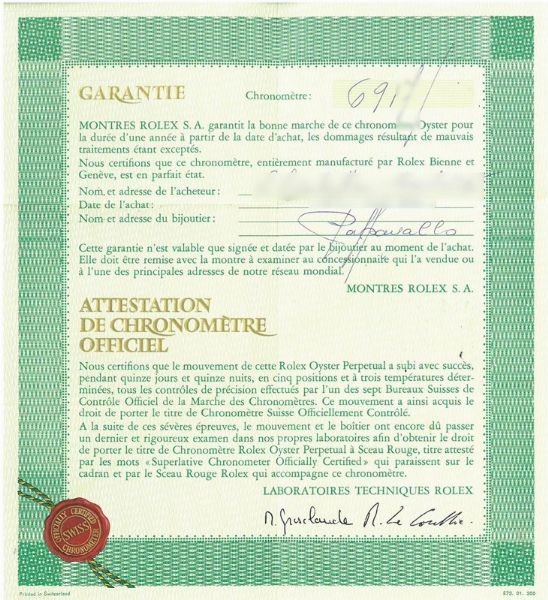 GARANTIE
Chronomètre: 691
MONTRES ROLEX S. A. garantit la bonne marche de ce chronom Oyster pour
la durée d'une année à partir de la date d'achat, les dommages résultant de mauvais
traitements étant exceptés.
Nous certifions que ce chronomètre, entièrement manufacturé par Rolex Bienne et
Genève, est en parfait état.
Nom et adresse de l'acheteur:
Date de l'achat:
Nom et adresse du bijoutier:
Cette garantie n'est valable que signée et datée par le bijoutier au moment de l'achat.
Elle doit être remise avec la montre à examiner au concessionnaire qui l'a vendue ou
à l'une des principales adresses de notre réseau mondial.
MONTRES ROLEX S. A.
ATTESTATION
DE CHRONOMÈTRE
OFFICIEL
Nous certifions que le mouvement de cette Rolex Oyster Perpetual a subi avec succès,
pendant quinze jours et quinze nuits, en cinq positions et à trois températures déter-
minées, tous les contrôles de précision effectués par l'un des sept Bureaux Suisses de
Contrôle Officiel de la Marche des Chronomètres. Ce mouvement a ainsi acquis le
droit de porter le titre de Chronomètre Suisse Officiellement Contrôlé.
A la suite de ces sévères épreuves, le mouvement et le boîtier ont encore dû passer
un dernier et rigoureux examen dans nos propres laboratoires afin d'obtenir le droit
de porter le titre de Chronomètre Rolex Oyster Perpetual à Sceau Rouge, titre attesté
par les mots «Superlative Chronometer Officially Certified» qui paraissent sur le
cadran et par le Sceau Rouge Rolex qui accompagne ce chronomètre.
LABORATOIRES TECHNIQUES ROLEX
OFFICIALLY CERTIFIED
SWISS
CHRONOMETER
Printed in Switzerland
570. 01. 300